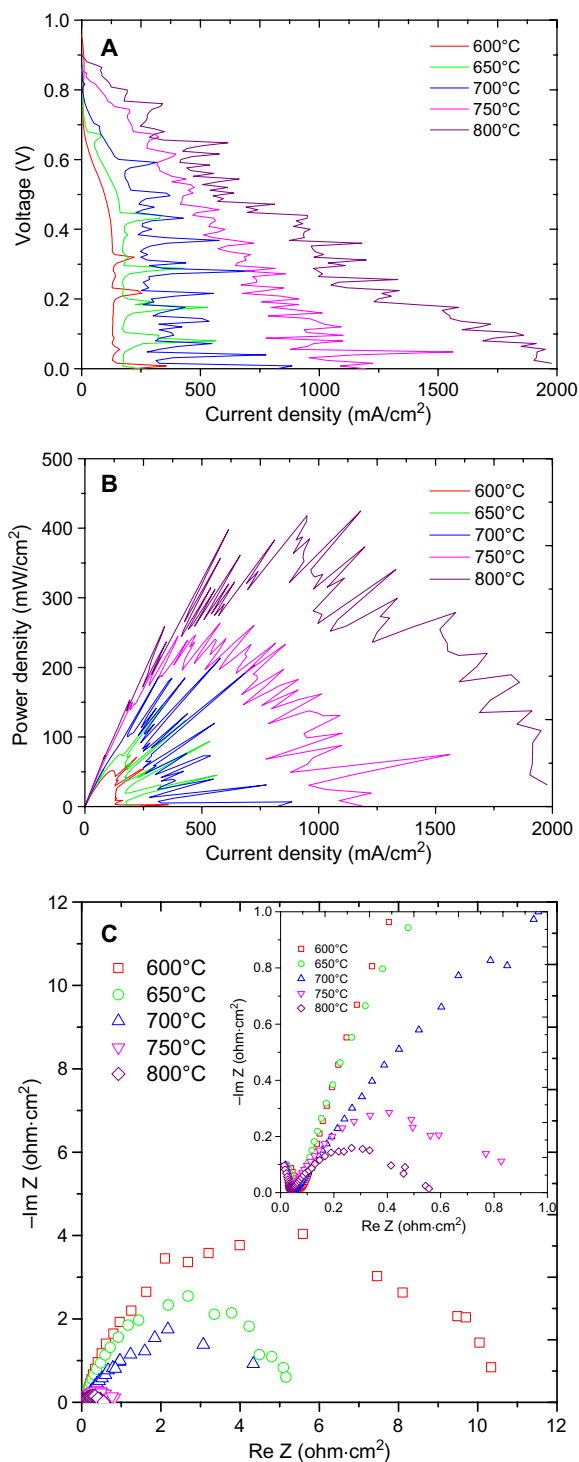 A
600°C
650°C
700°C
750°C
800°C
1.0
0.8
0.6
0.4
0.2
0.0
Voltage (V)
0 500 1000 1500 2000
Current density (mA/cm²)
B
600°C
650°C
700°C
750°C
800°C
500
400
300
200
100
0
Power density (mW/cm²)
0 500 1000 1500 2000
Current density (mA/cm²)
C
600°C
650°C
700°C
750°C
800°C
12
10
8
6
4
2
0
–Im Z (ohm·cm²)
0 2 4 6 8 10 12
Re Z (ohm·cm²)
600°C
650°C
700°C
750°C
800°C
1.0
0.8
0.6
0.4
0.2
0.0
–Im Z (ohm·cm²)
0.0 0.2 0.4 0.6 0.8 1.0
Re Z (ohm·cm²)